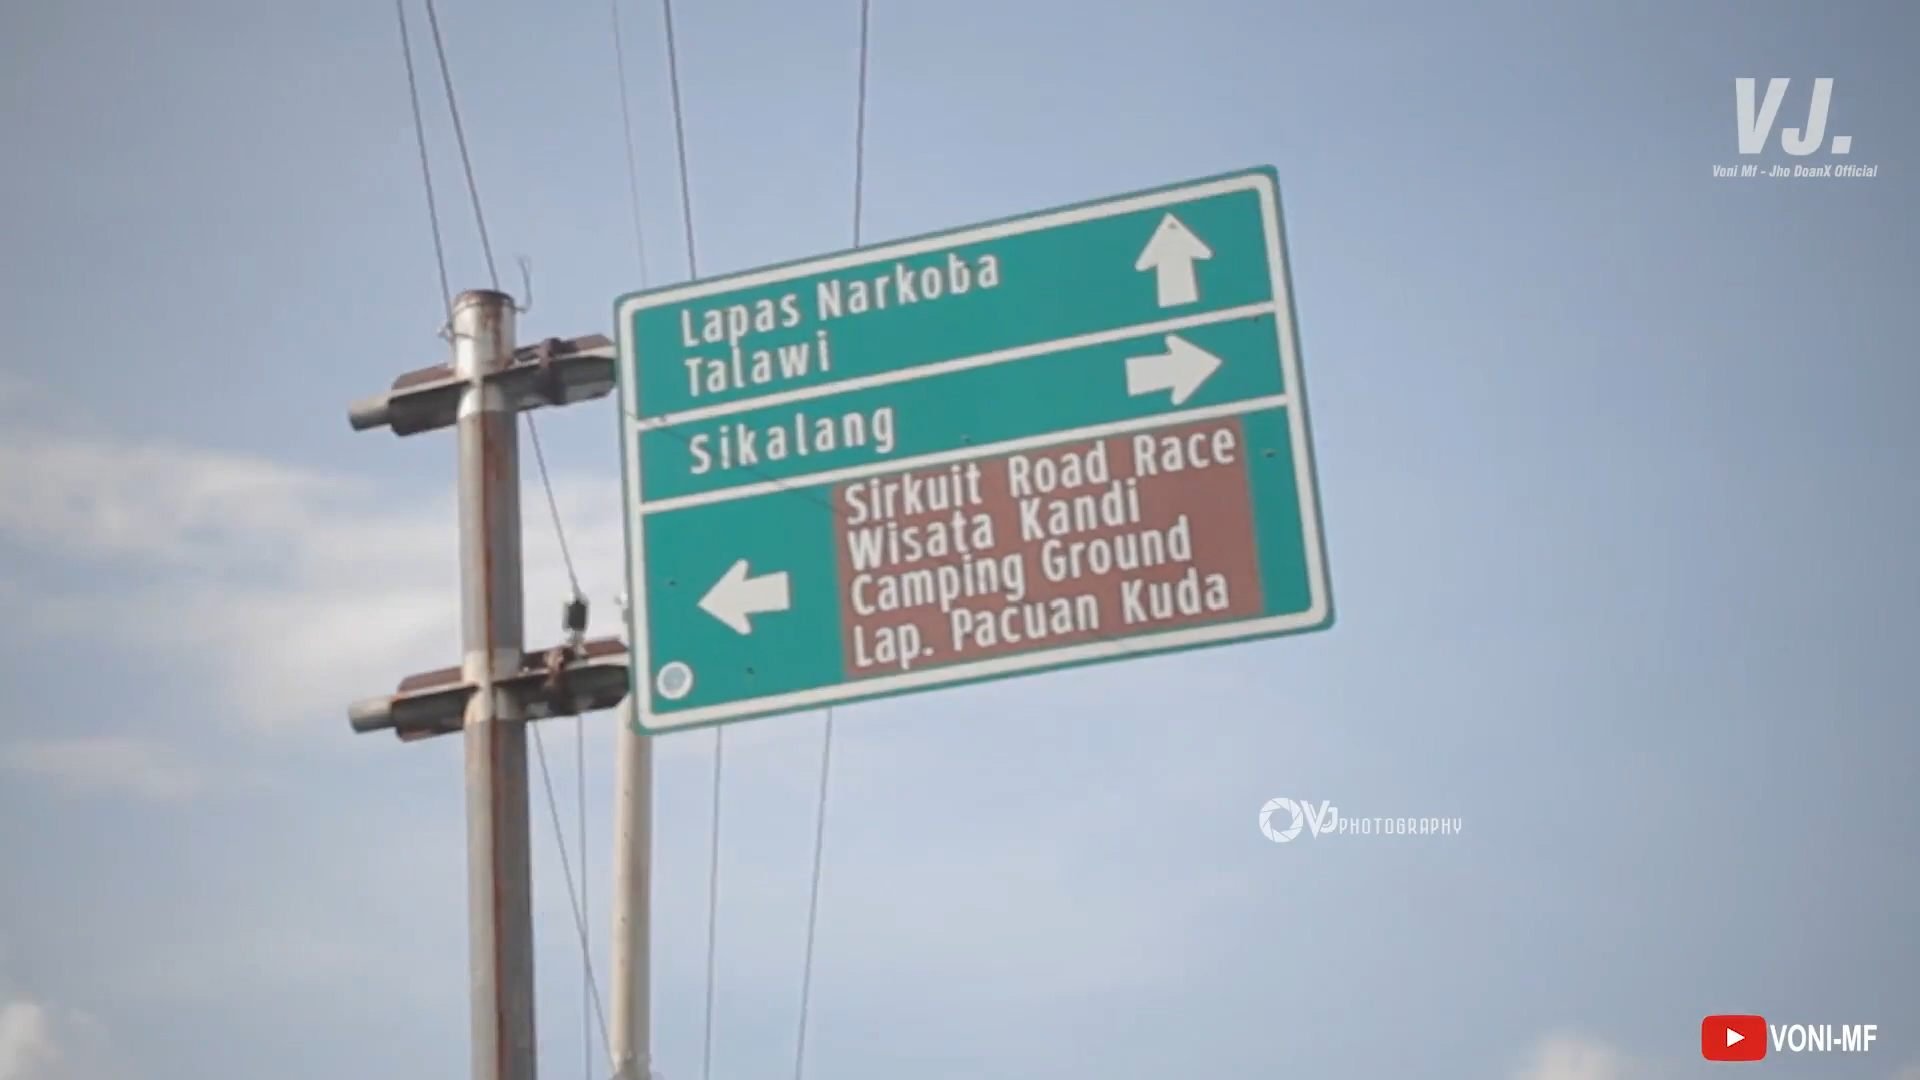 VJ.
Voni Mf - Jho DoanX Official
Lapas Narkoba
Talawi
Sikalang
Sirkuit Road Race
Wisata Kandi
Camping Ground
Lap. Pacuan Kuda
VJ PHOTOGRAPHY
VONI-MF